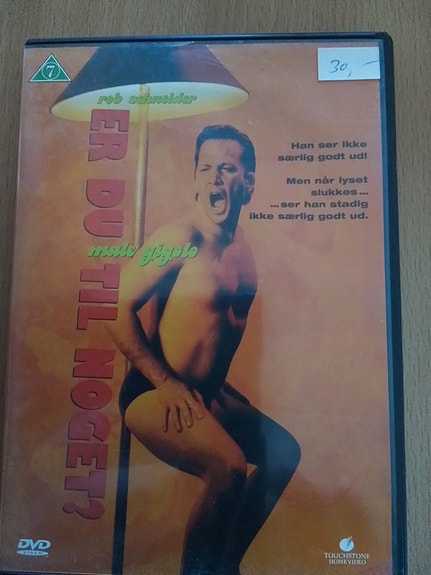 7
30,-
rob schneider
ER DU TIL NOGET?
male gigolo
Han ser ikke
særlig godt ud!
Men når lyset
slukkes...
...ser han stadig
ikke særlig godt ud.
DVD
VIDEO
TOUCHSTONE
HOME VIDEO